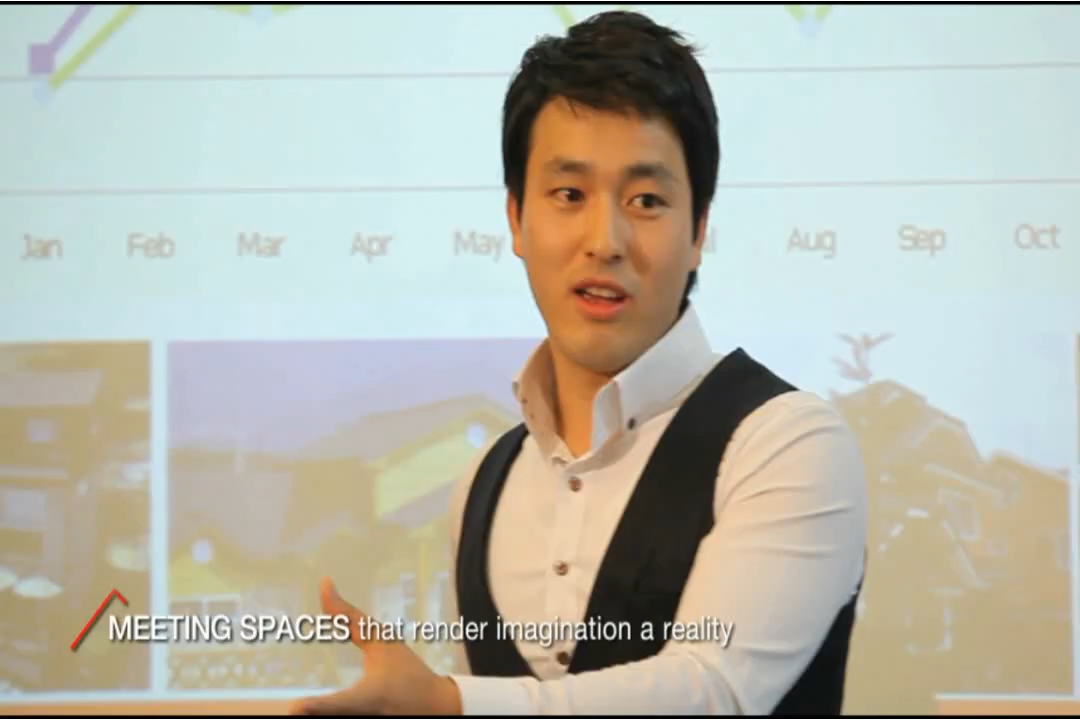 Jan Feb Mar Apr May Aug Sep Oct
MEETING SPACES that render imagination a reality